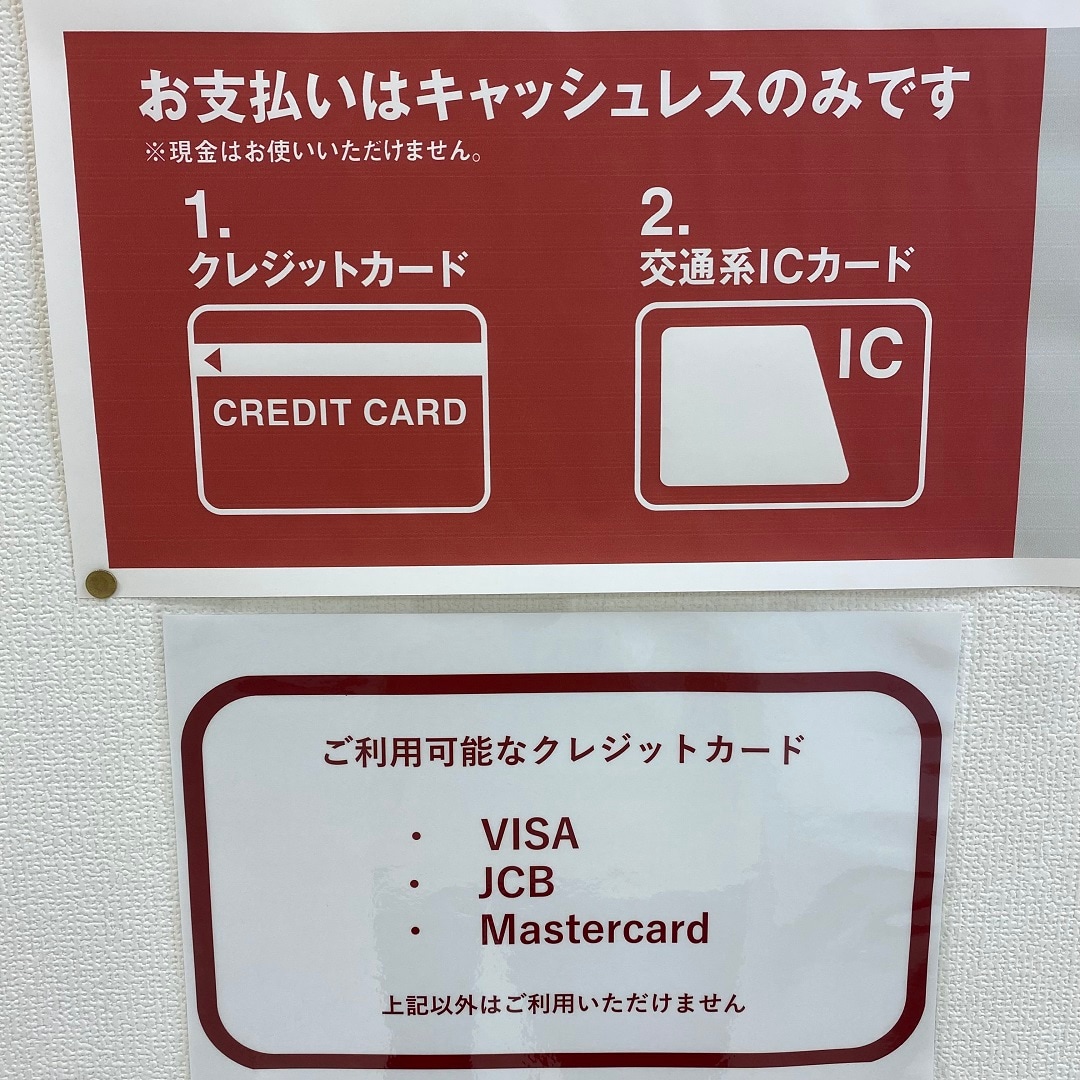 お支払いはキャッシュレスのみです
※現金はお使いいただけません。
1.
クレジットカード
CREDIT CARD
2.
交通系ICカード
IC
ご利用可能なクレジットカード
・ VISA
・ JCB
・ Mastercard
上記以外はご利用いただけません